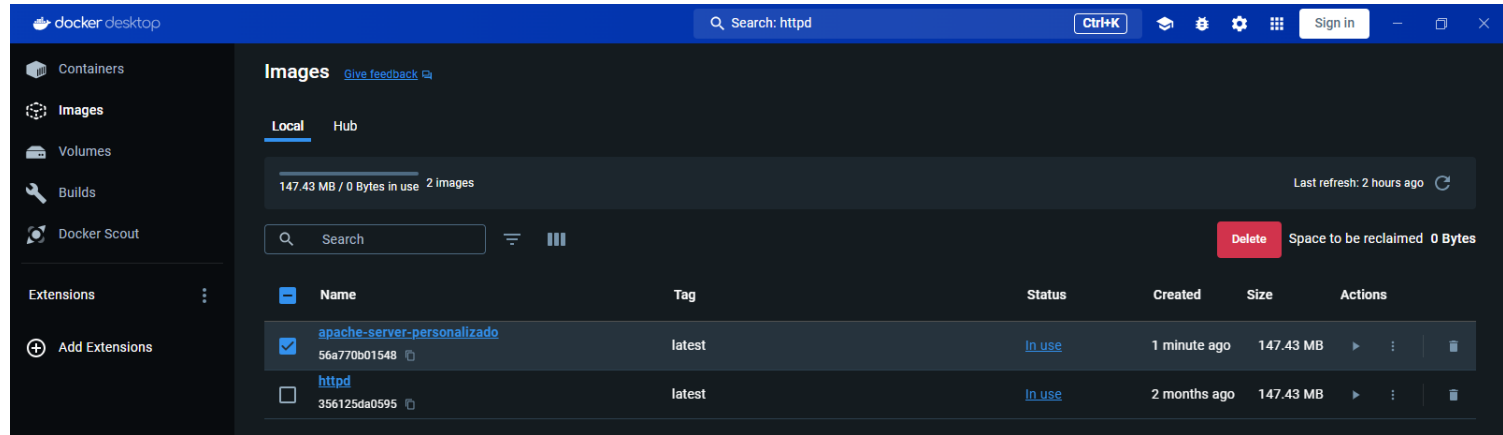 docker desktop
Search: httpd
Ctrl+K
Sign in
Containers
Images
Volumes
Builds
Docker Scout
Extensions
Add Extensions
Images Give feedback
Local Hub
147.43 MB / 0 Bytes in use 2 images
Last refresh: 2 hours ago
Search
Delete Space to be reclaimed 0 Bytes
Name Tag Status Created Size Actions
apache-server-personalizado
56a770b01548
latest In use 1 minute ago 147.43 MB
httpd
356125da0595
latest In use 2 months ago 147.43 MB